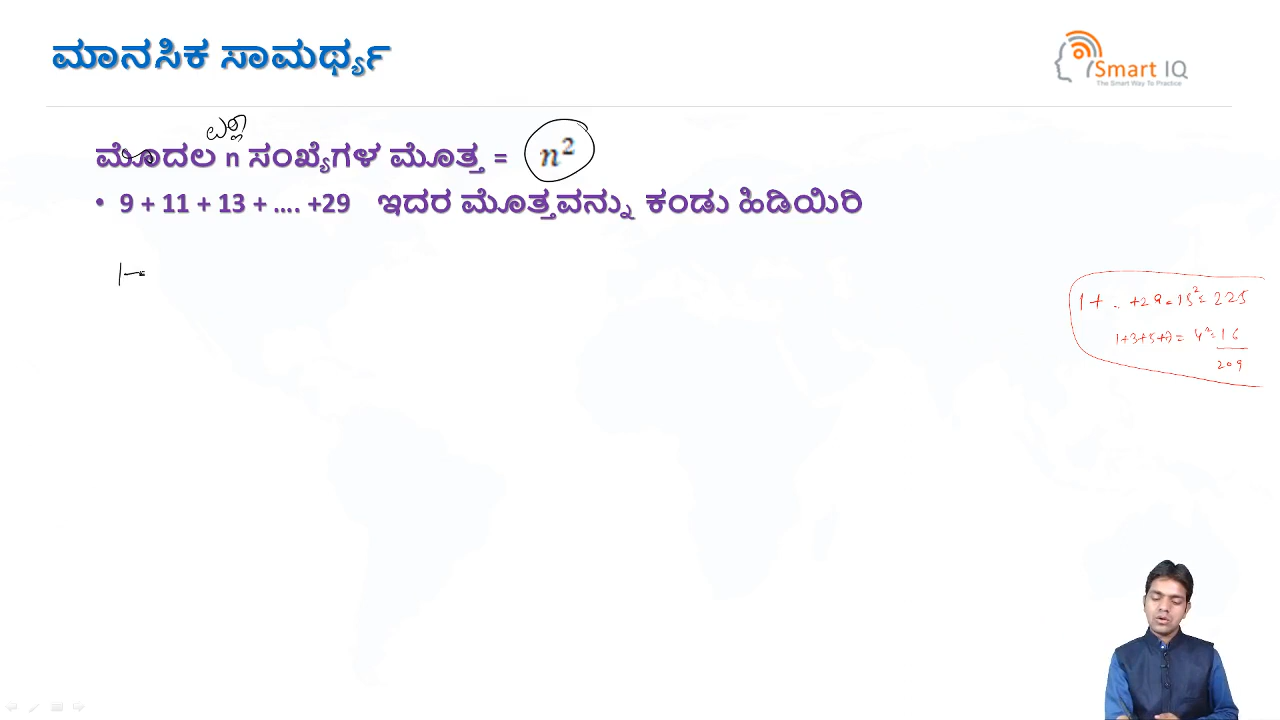 ಮಾನಸಿಕ ಸಾಮರ್ಥ್ಯ
Smart IQ
The Smart Way To Practice
ಮೊದಲ n ಸಂಖ್ಯೆಗಳ ಮೊತ್ತ = n²
• 9 + 11 + 13 + .... +29 ಇದರ ಮೊತ್ತವನ್ನು ಕಂಡು ಹಿಡಿಯಿರಿ
1+ .. +29=15²=225
1+3+5+7= 4²=16
209